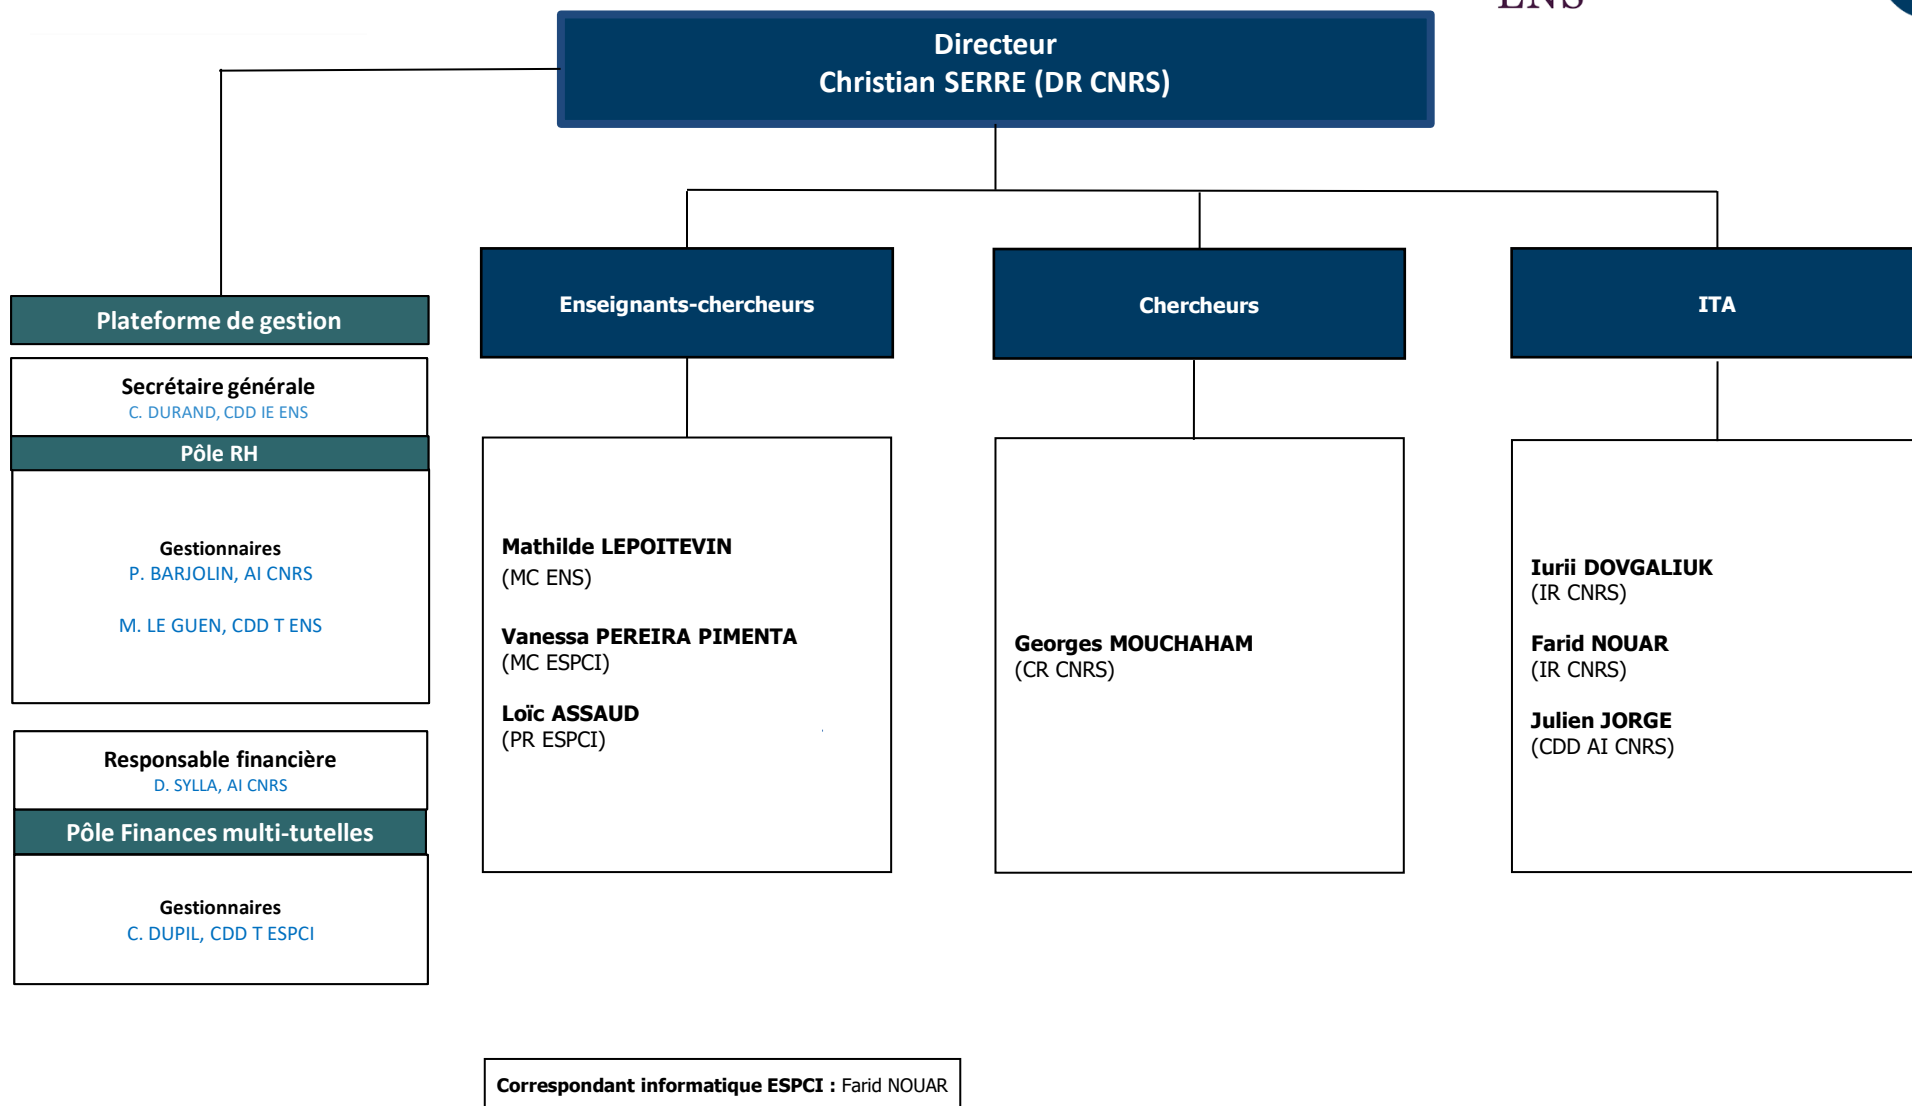 ENS
Directeur
Christian SERRE (DR CNRS)
Plateforme de gestion
Secrétaire générale
C. DURAND, CDD IE ENS
Pôle RH
Gestionnaires
P. BARJOLIN, AI CNRS
M. LE GUEN, CDD T ENS
Responsable financière
D. SYLLA, AI CNRS
Pôle Finances multi-tutelles
Gestionnaires
C. DUPIL, CDD T ESPCI
Enseignants-chercheurs
Mathilde LEPOITEVIN
(MC ENS)
Vanessa PEREIRA PIMENTA
(MC ESPCI)
Loïc ASSAUD
(PR ESPCI)
Chercheurs
Georges MOUCHAHAM
(CR CNRS)
ITA
Iurii DOVGALIUK
(IR CNRS)
Farid NOUAR
(IR CNRS)
Julien JORGE
(CDD AI CNRS)
Correspondant informatique ESPCI : Farid NOUAR